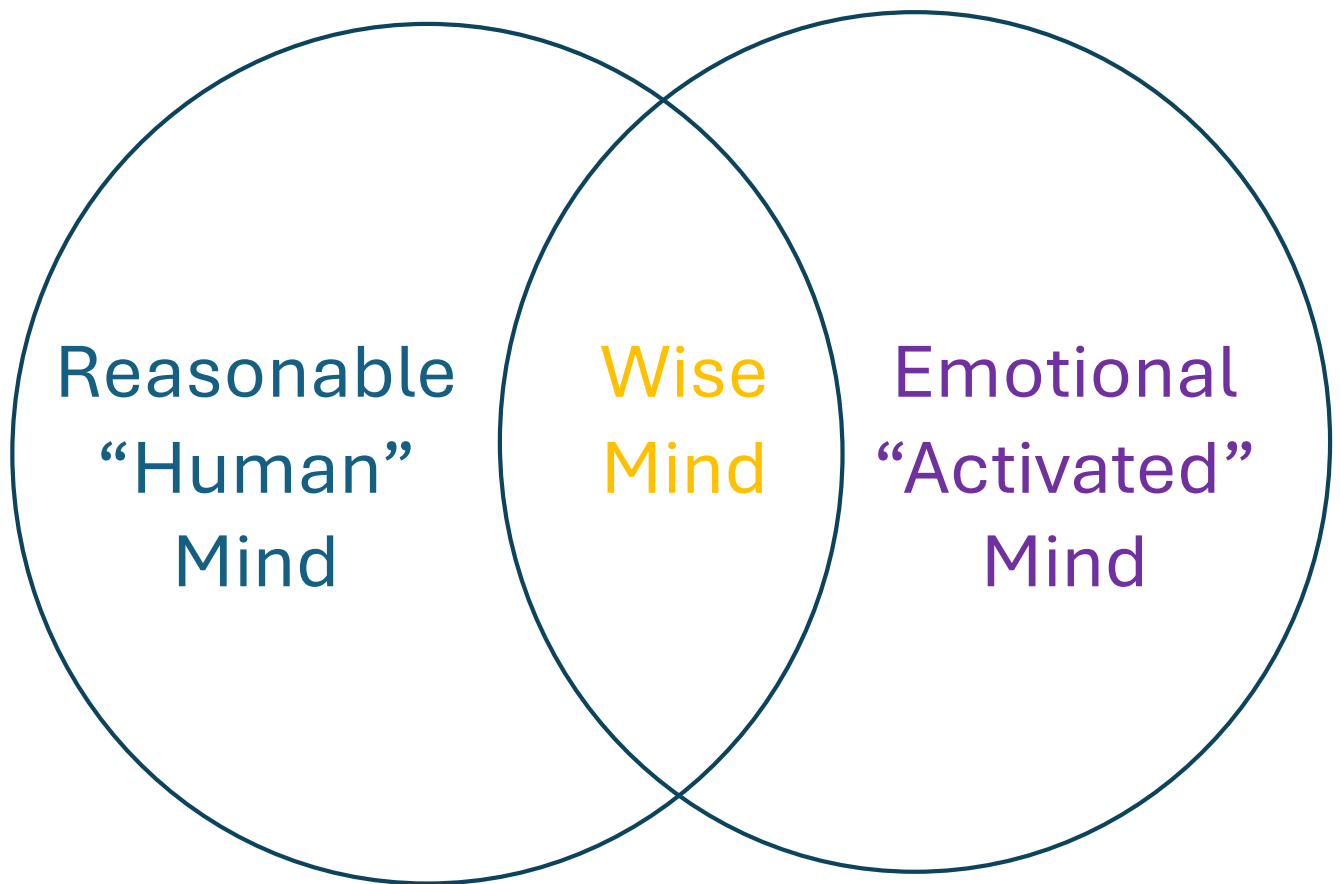 Reasonable
“Human”
Mind
Wise
Mind
Emotional
“Activated”
Mind